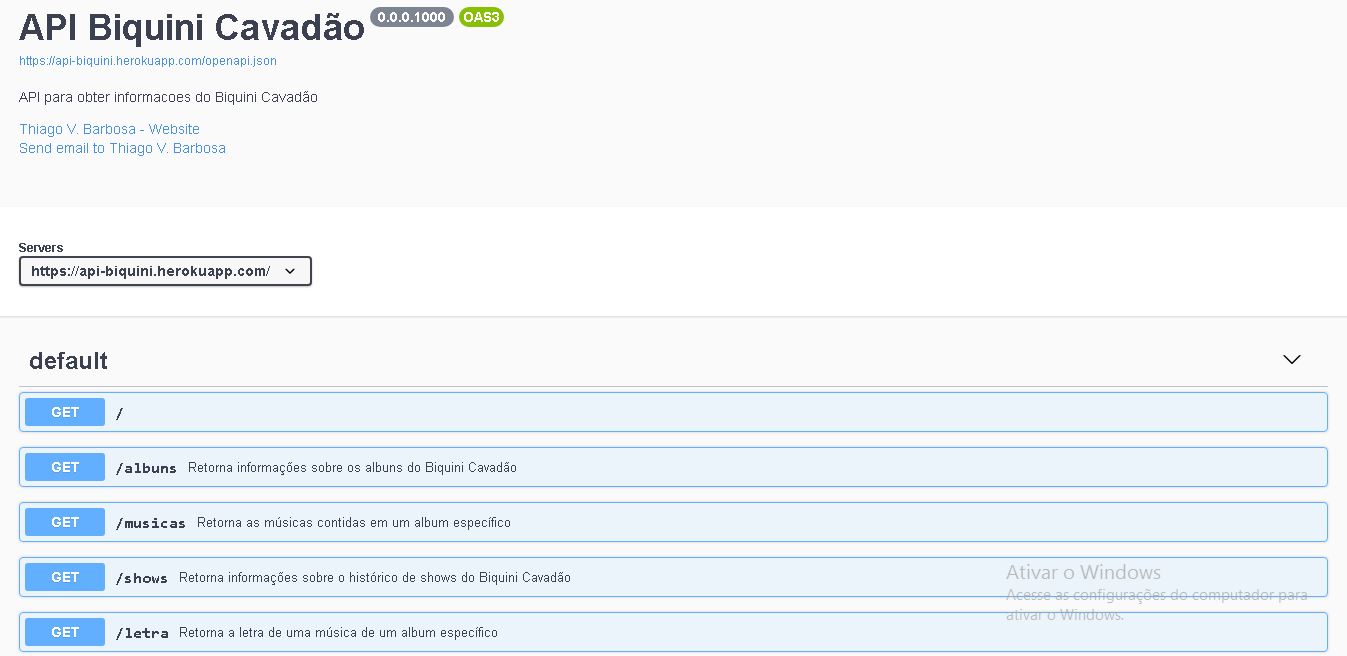 API Biquini Cavadão 0.0.0.1000 OAS3
https://api-biquini.herokuapp.com/openapi.json
API para obter informacoes do Biquini Cavadão
Thiago V. Barbosa - Website
Send email to Thiago V. Barbosa
Servers
https://api-biquini.herokuapp.com/
default
GET /
GET /albuns Retorna informações sobre os albuns do Biquini Cavadão
GET /musicas Retorna as músicas contidas em um album específico
GET /shows Retorna informações sobre o histórico de shows do Biquini Cavadão
GET /letra Retorna a letra de uma música de um album específico
Ativar o Windows
Acesse as configurações do computador para
ativar o Windows.